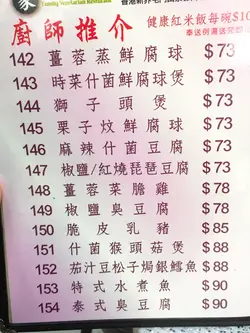 家
Vegetarian Restaurant
廚師推介
健康紅米飯每碗$10
142 薑蓉蒸鮮腐球 $73
143 時菜什菌鮮腐球煲 $73
144 獅子頭煲 $73
145 栗子炆鮮腐球 $73
146 麻辣什菌豆腐 $73
147 椒鹽/紅燒琵琶豆腐 $73
148 薑蓉菜膽雞 $78
149 椒鹽臭豆腐 $78
150 脆皮乳豬 $85
151 什菌猴頭菇煲 $88
152 茄汁豆松子焗銀鱈魚 $88
153 特式水煮魚 $90
154 泰式臭豆腐 $90